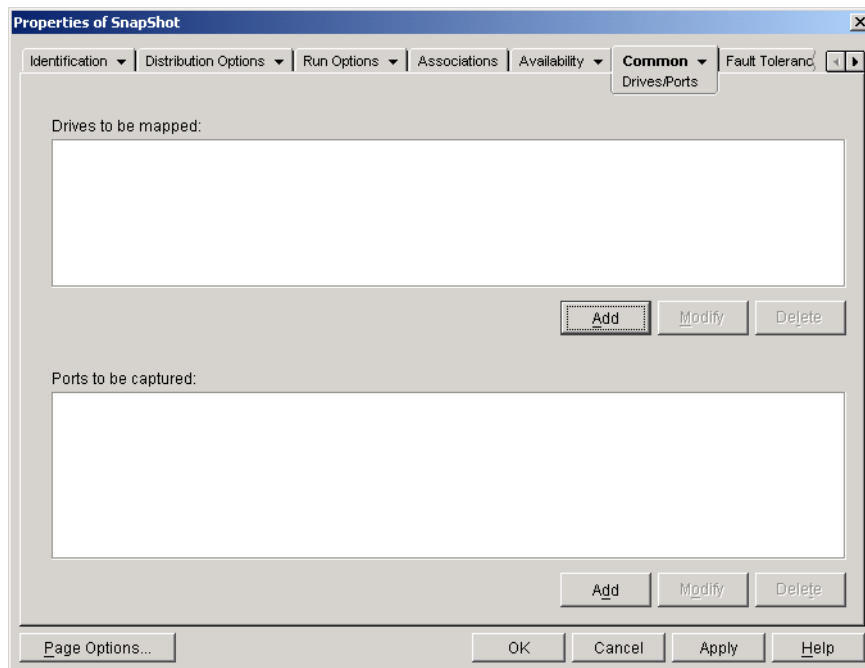 Properties of SnapShot
Identification Distribution Options Run Options Associations Availability Common Fault Toleranc
Drives/Ports
Drives to be mapped:
Add Modify Delete
Ports to be captured:
Add Modify Delete
Page Options... OK Cancel Apply Help